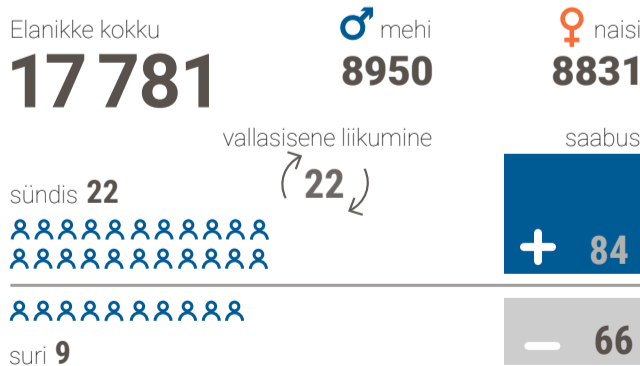 Elanikke kokku
17 781
♂ mehi
8950
♀ naisi
8831
vallasisene liikumine
22
saabus
+ 84
sündis 22
− 66
suri 9